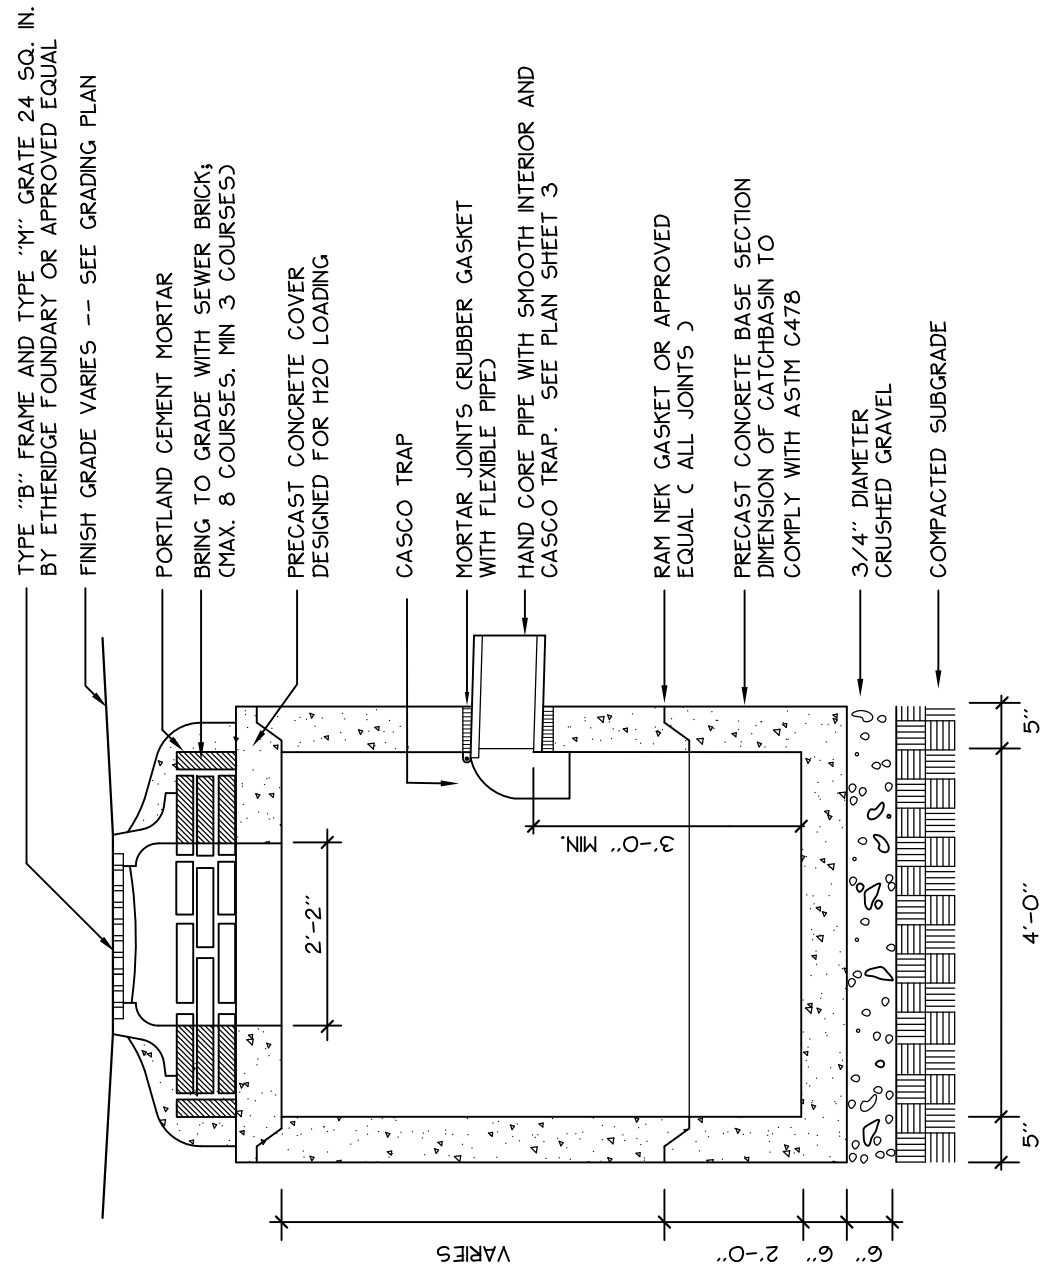 TYPE "B" FRAME AND TYPE "M" GRATE 24 SQ. IN.
BY ETHERIDGE FOUNDARY OR APPROVED EQUAL
FINISH GRADE VARIES -- SEE GRADING PLAN
PORTLAND CEMENT MORTAR
BRING TO GRADE WITH SEWER BRICK;
(MAX. 8 COURSES, MIN 3 COURSES)
PRECAST CONCRETE COVER
DESIGNED FOR H20 LOADING
CASCO TRAP
MORTAR JOINTS (RUBBER GASKET
WITH FLEXIBLE PIPE)
HAND CORE PIPE WITH SMOOTH INTERIOR AND
CASCO TRAP. SEE PLAN SHEET 3
RAM NEK GASKET OR APPROVED
EQUAL ( ALL JOINTS )
PRECAST CONCRETE BASE SECTION
DIMENSION OF CATCHBASIN TO
COMPLY WITH ASTM C478
3/4" DIAMETER
CRUSHED GRAVEL
COMPACTED SUBGRADE
2'-2"
3'-0" MIN.
VARIES
2'-0"
6"
6"
5"
4'-0"
5"